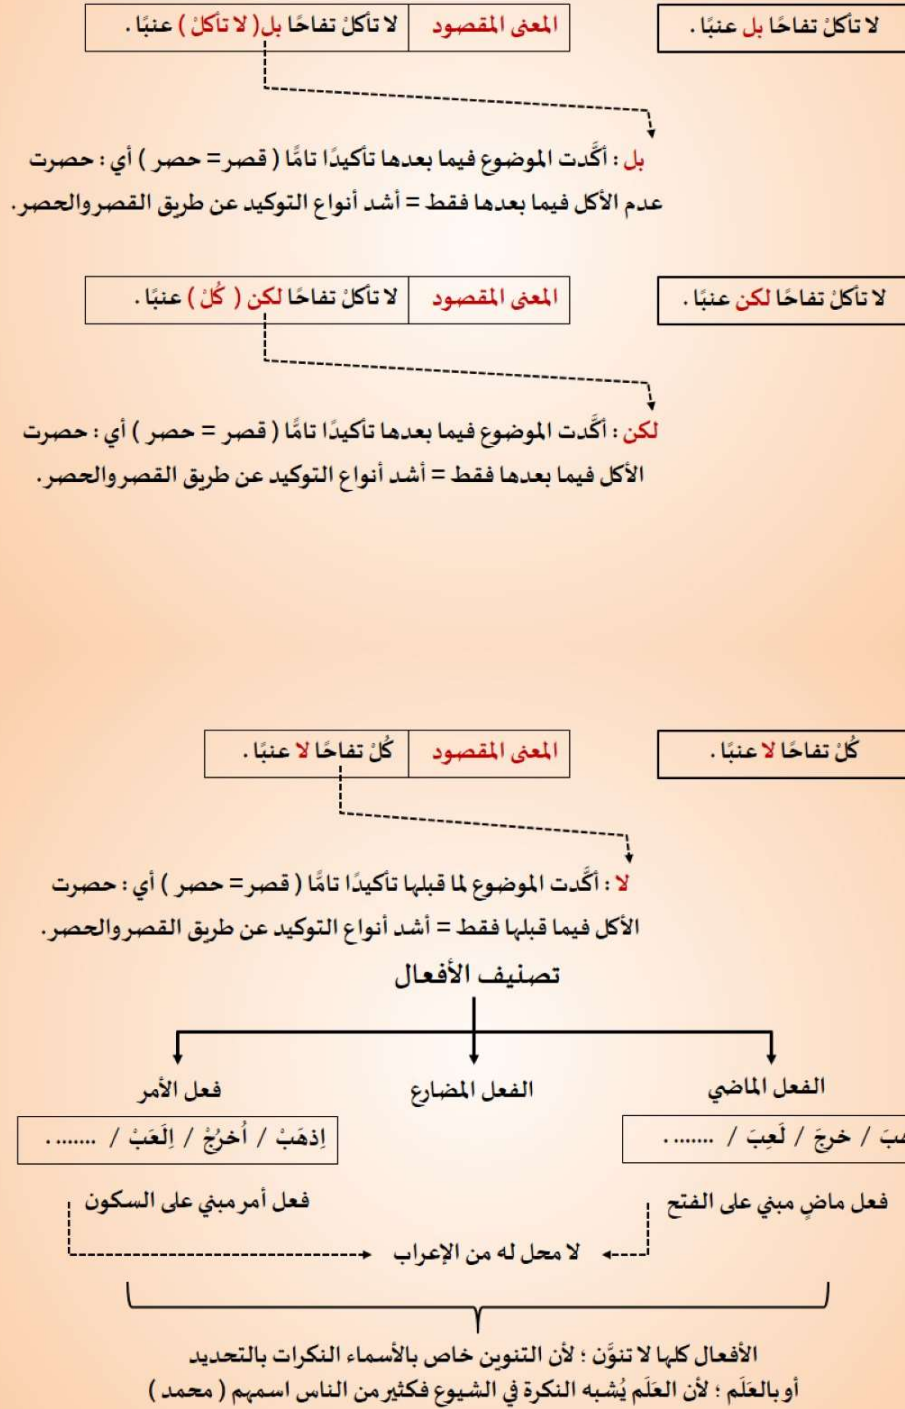 لا تأكلْ تفاحًا بل عنبًا .
المعنى المقصود
لا تأكلْ تفاحًا بل( لا تأكلْ ) عنبًا .
بل : أكَّدت الموضوع فيما بعدها تأكيدًا تامًّا ( قصر = حصر ) أي : حصرت
عدم الأكل فيما بعدها فقط = أشد أنواع التوكيد عن طريق القصر والحصر.
لا تأكلْ تفاحًا لكن عنبًا .
المعنى المقصود
لا تأكلْ تفاحًا لكن ( كُلْ ) عنبًا .
لكن : أكَّدت الموضوع فيما بعدها تأكيدًا تامًّا ( قصر = حصر ) أي : حصرت
الأكل فيما بعدها فقط = أشد أنواع التوكيد عن طريق القصر والحصر.
كُلْ تفاحًا لا عنبًا .
المعنى المقصود
كُلْ تفاحًا لا عنبًا .
لا : أكَّدت الموضوع لما قبلها تأكيدًا تامًّا ( قصر = حصر ) أي : حصرت
الأكل فيما قبلها فقط = أشد أنواع التوكيد عن طريق القصر والحصر.
تصنيف الأفعال
الفعل الماضي
الفعل المضارع
فعل الأمر
/ خرجَ / لَعِبَ / ........
اِذهَبْ / اُخرُجْ / اِلَعَبْ / ........
فعل ماضٍ مبني على الفتح
فعل أمر مبني على السكون
لا محل له من الإعراب
الأفعال كلها لا تنوَّن ؛ لأن التنوين خاص بالأسماء النكرات بالتحديد
أو بالعَلَم ؛ لأن العَلَم يُشبه النكرة في الشيوع فكثير من الناس اسمهم ( محمد )